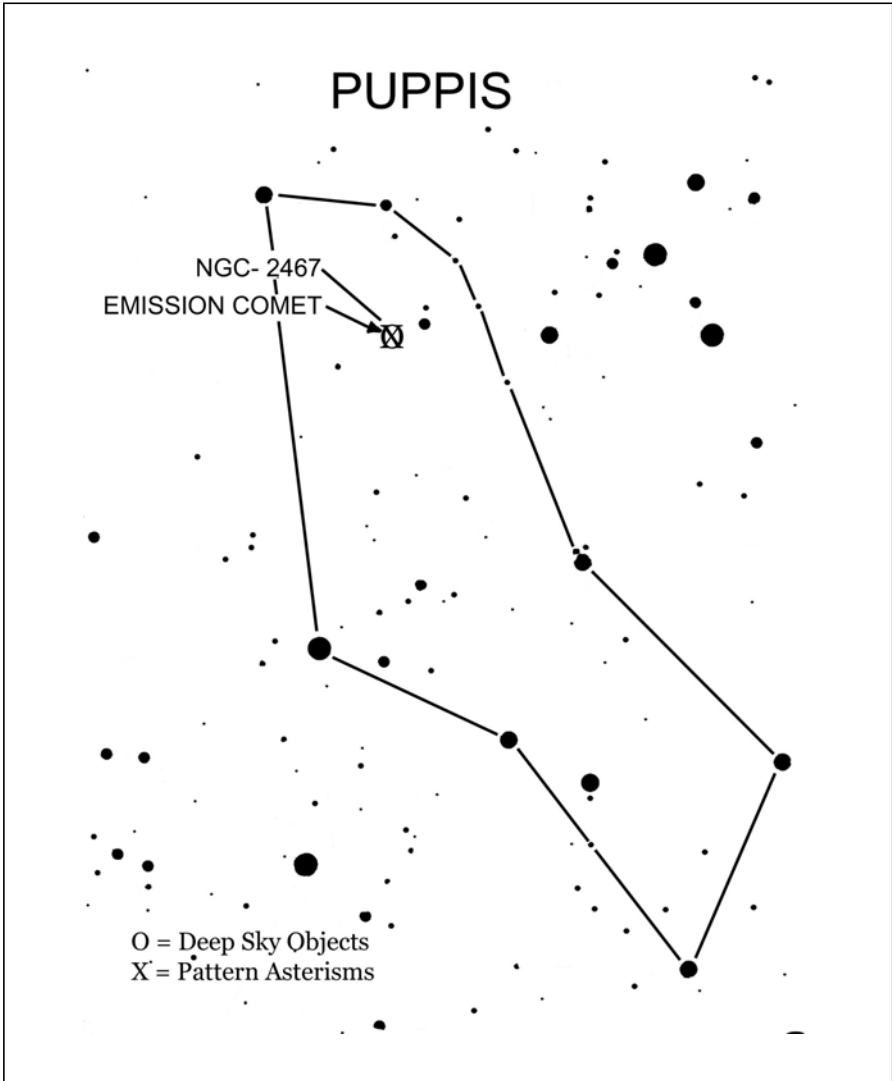 PUPPIS
NGC- 2467
EMISSION COMET
O = Deep Sky Objects
X = Pattern Asterisms